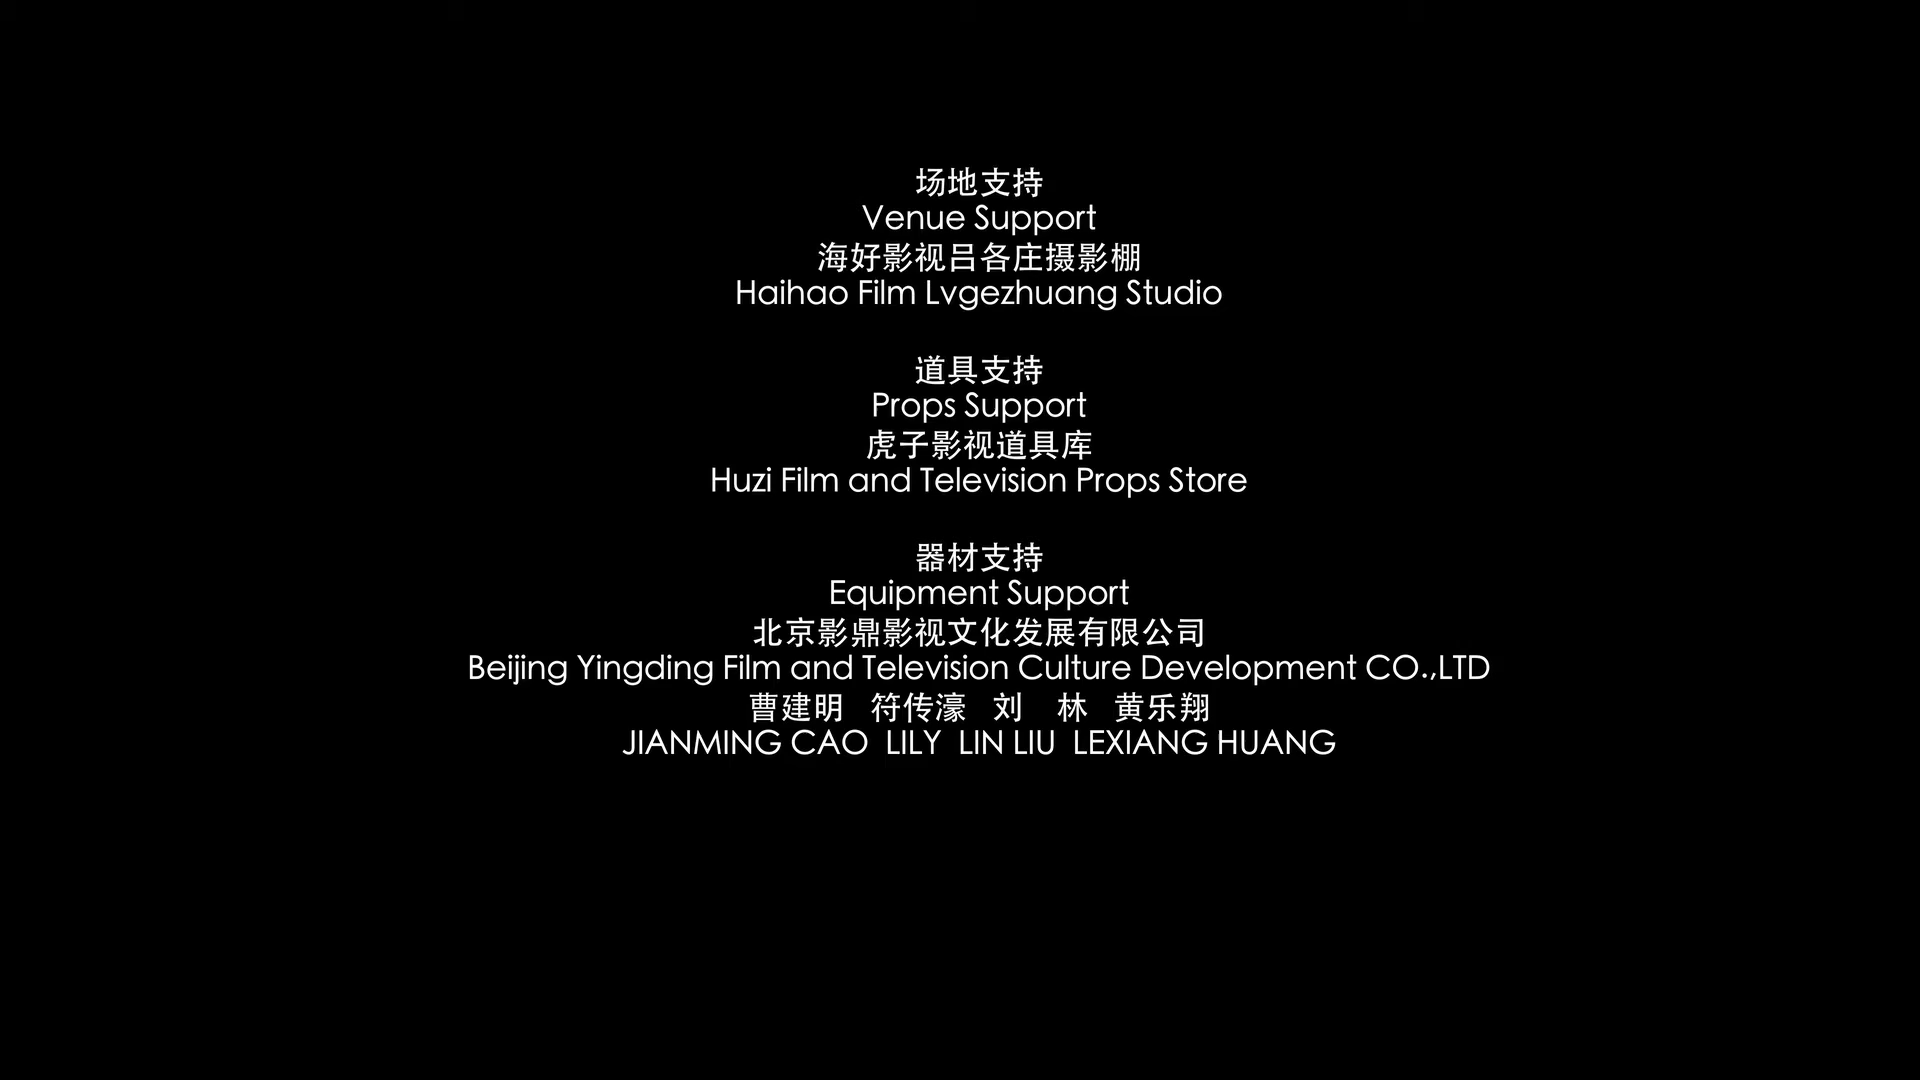 场地支持
Venue Support
海好影视吕各庄摄影棚
Haihao Film Lvgezhuang Studio
道具支持
Props Support
虎子影视道具库
Huzi Film and Television Props Store
器材支持
Equipment Support
北京影鼎影视文化发展有限公司
Beijing Yingding Film and Television Culture Development CO.,LTD
曹建明 符传濠 刘 林 黄乐翔
JIANMING CAO LILY LIN LIU LEXIANG HUANG